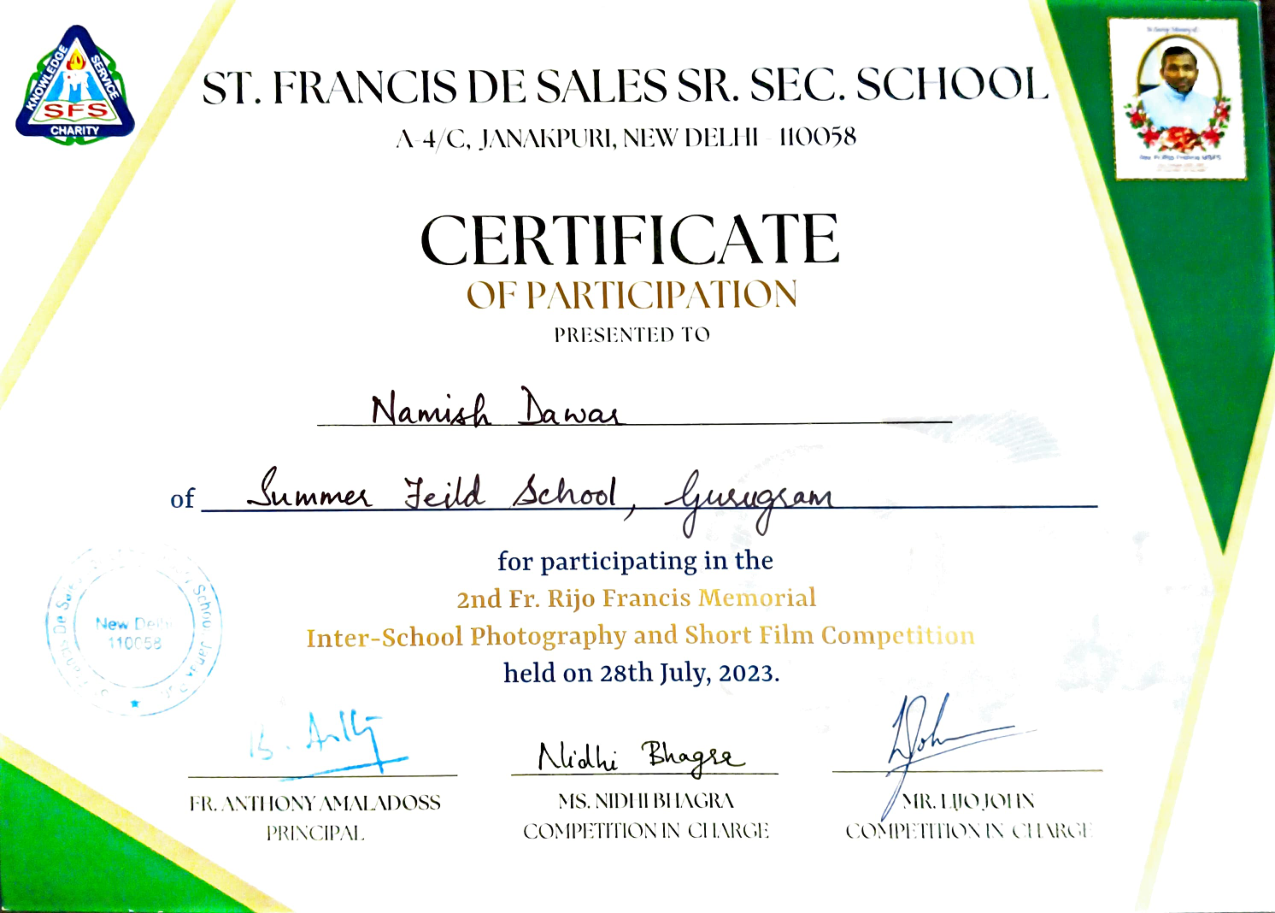 KNOWLEDGE
SERVICE
SFS
CHARITY
ST. FRANCIS DE SALES SR. SEC. SCHOOL
A-4/C, JANAKPURI, NEW DELHI - 110058
CERTIFICATE
OF PARTICIPATION
PRESENTED TO
Namish Dawar
of Summer Feild School, Gurugram
for participating in the
2nd Fr. Rijo Francis Memorial
Inter-School Photography and Short Film Competition
held on 28th July, 2023.
New Delhi
110058
Nidhi Bhagra
FR. ANTHONY AMALADOSS
MS. NIDHI BHAGRA
MR. LIJO JOHN
PRINCIPAL
COMPETITION IN CHARGE
COMPETITION IN CHARGE